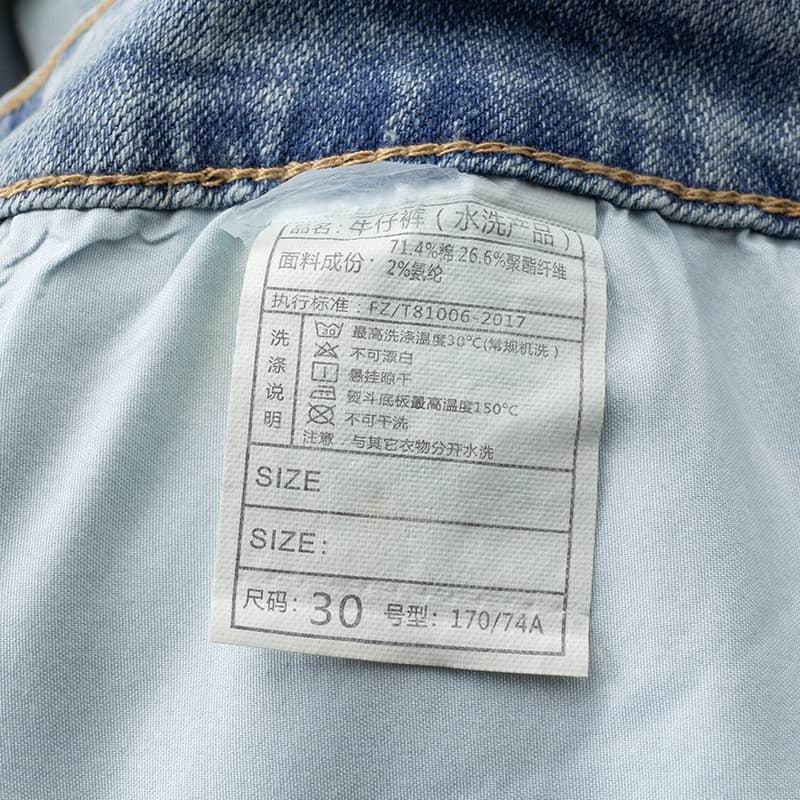 品名：牛仔裤（水洗产品）
面料成份：71.4%棉 26.6%聚酯纤维
2%氨纶
执行标准：FZ/T81006-2017
洗涤说明
30 最高洗涤温度30℃(常规机洗)
不可漂白
悬挂晾干
熨斗底板最高温度150℃
不可干洗
注意：与其它衣物分开水洗
SIZE
SIZE:
尺码：30 号型：170/74A